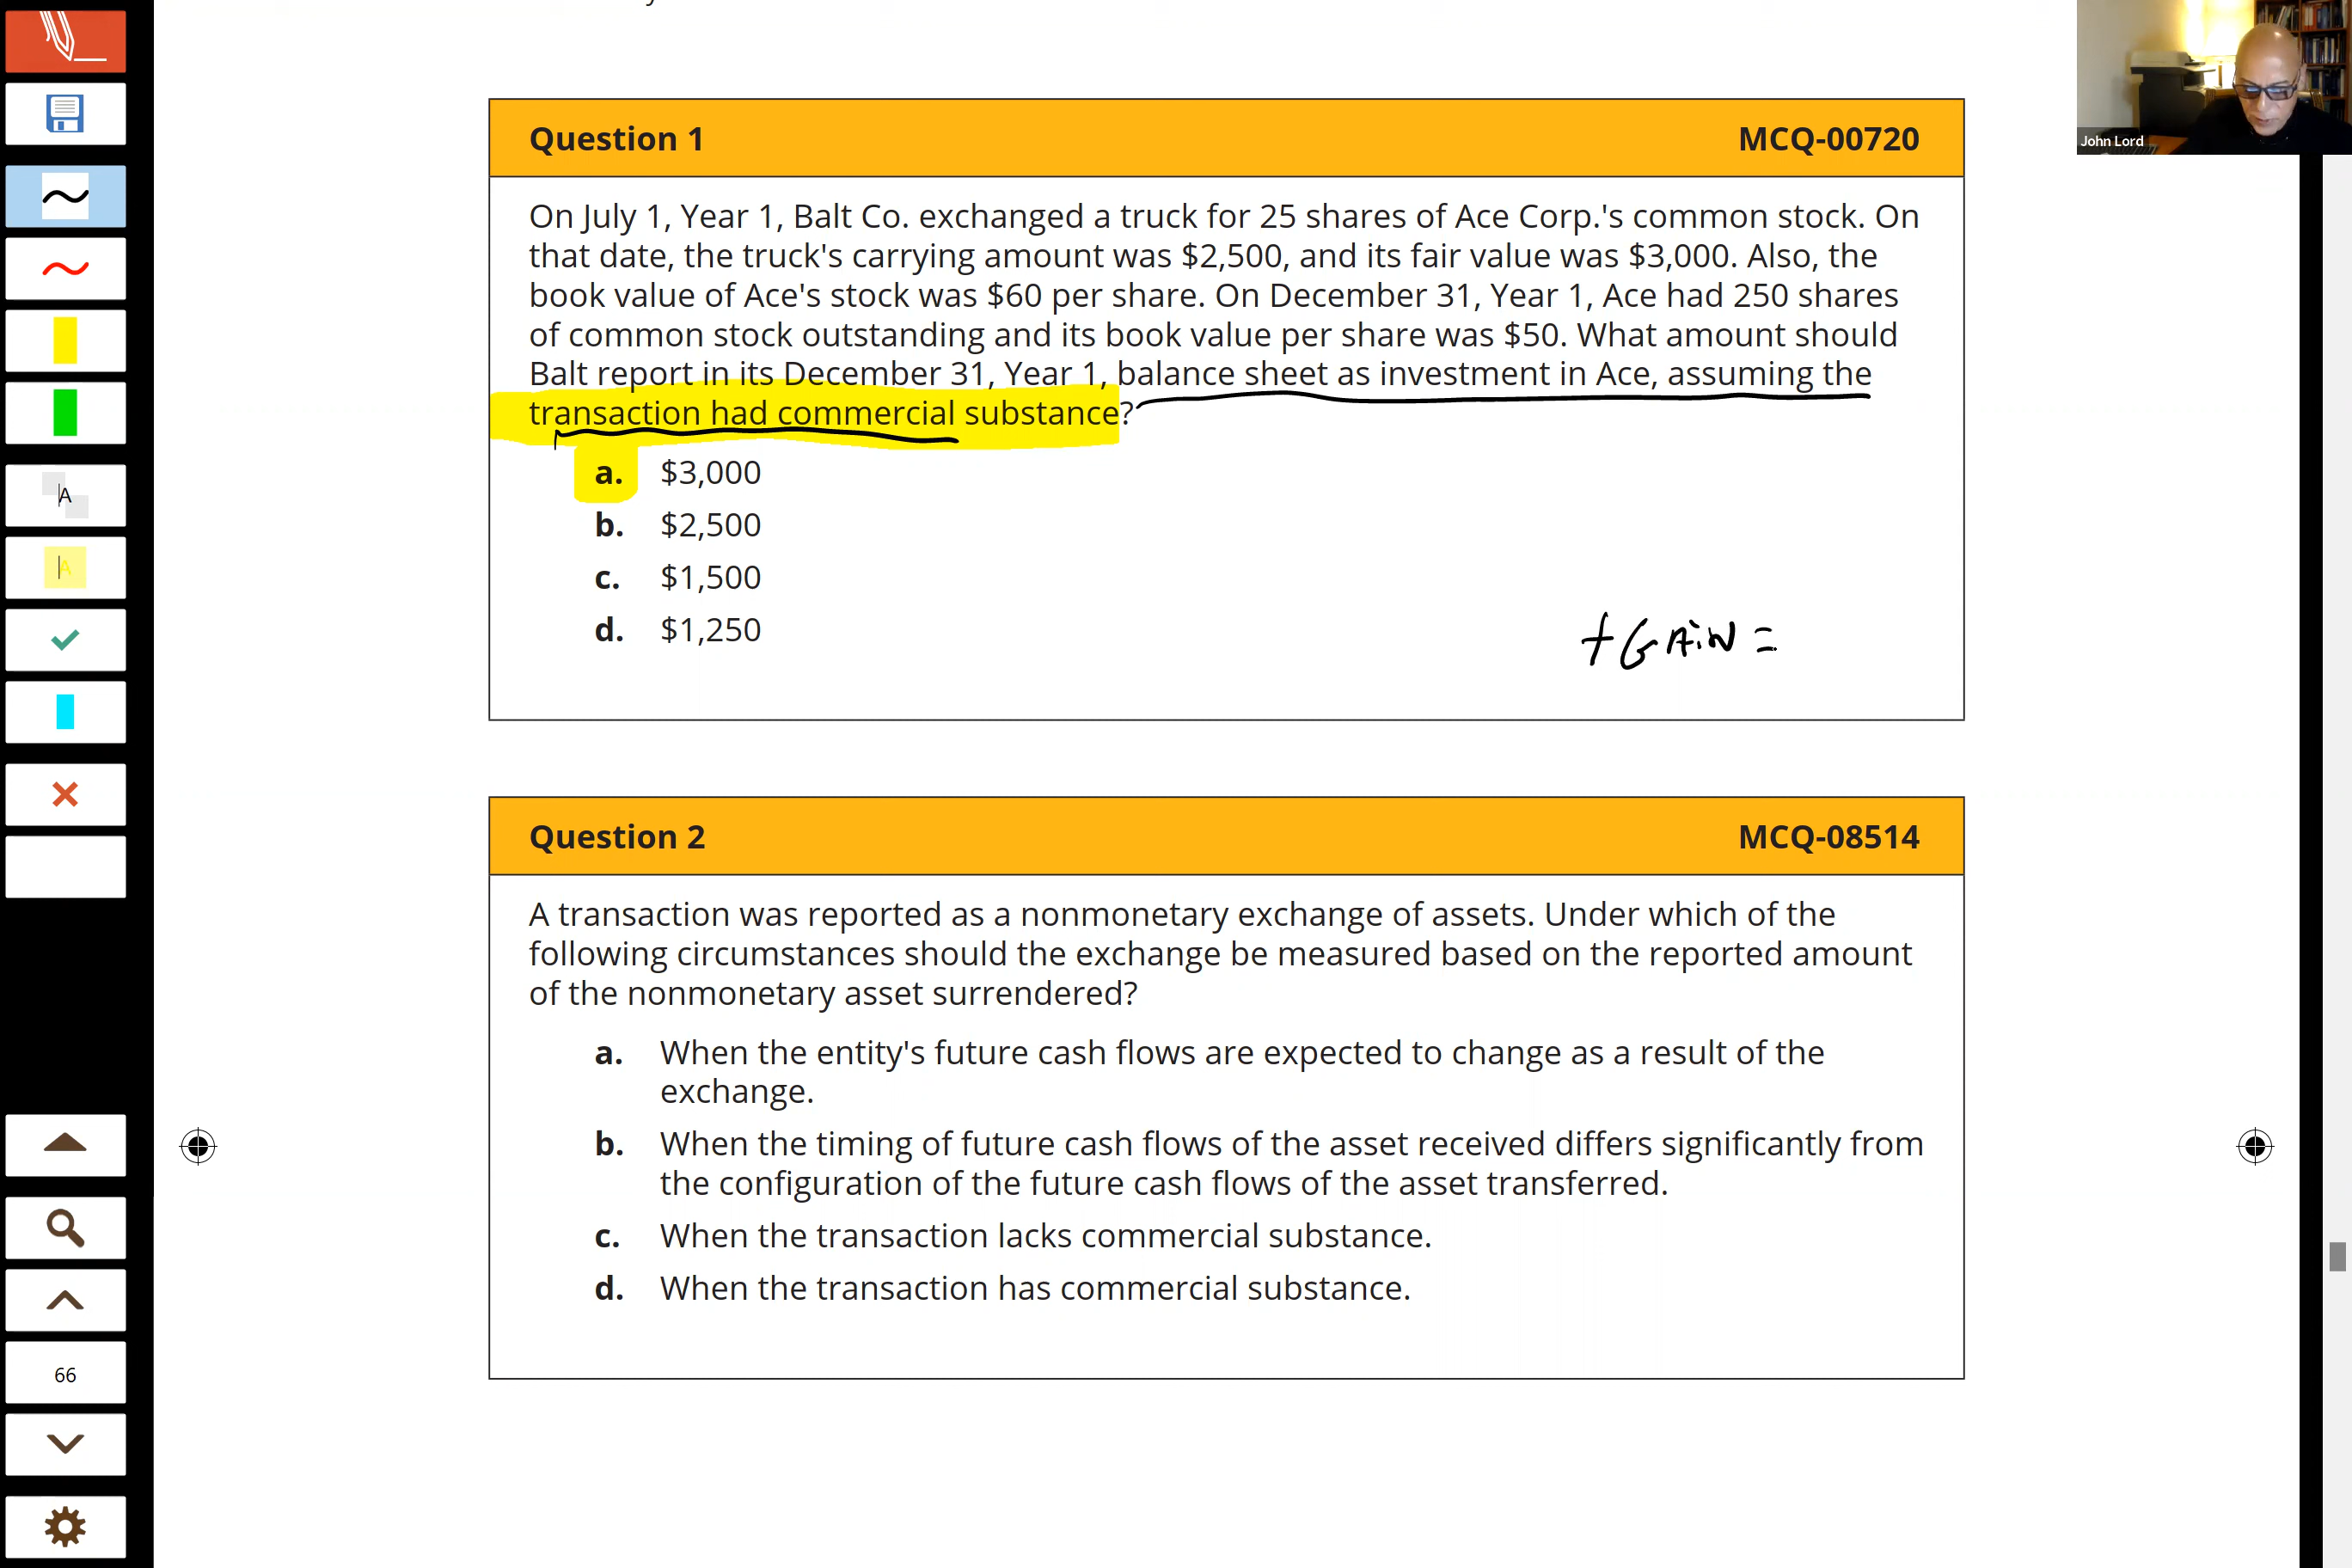 John Lord
Question 1 MCQ-00720
On July 1, Year 1, Balt Co. exchanged a truck for 25 shares of Ace Corp.'s common stock. On
that date, the truck's carrying amount was $2,500, and its fair value was $3,000. Also, the
book value of Ace's stock was $60 per share. On December 31, Year 1, Ace had 250 shares
of common stock outstanding and its book value per share was $50. What amount should
Balt report in its December 31, Year 1, balance sheet as investment in Ace, assuming the
transaction had commercial substance?
a. $3,000
b. $2,500
c. $1,500
d. $1,250
+ GAiN =
Question 2 MCQ-08514
A transaction was reported as a nonmonetary exchange of assets. Under which of the
following circumstances should the exchange be measured based on the reported amount
of the nonmonetary asset surrendered?
a. When the entity's future cash flows are expected to change as a result of the
exchange.
b. When the timing of future cash flows of the asset received differs significantly from
the configuration of the future cash flows of the asset transferred.
c. When the transaction lacks commercial substance.
d. When the transaction has commercial substance.
A
A
66